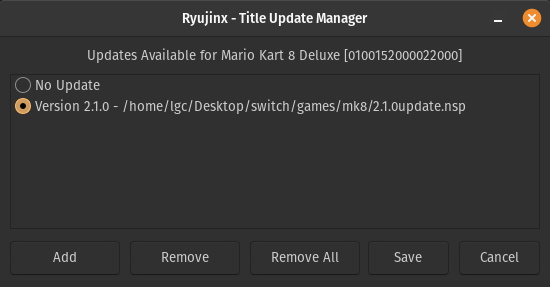 Ryujinx - Title Update Manager
Updates Available for Mario Kart 8 Deluxe [0100152000022000]
No Update
Version 2.1.0 - /home/lgc/Desktop/switch/games/mk8/2.1.0update.nsp
Add Remove Remove All Save Cancel